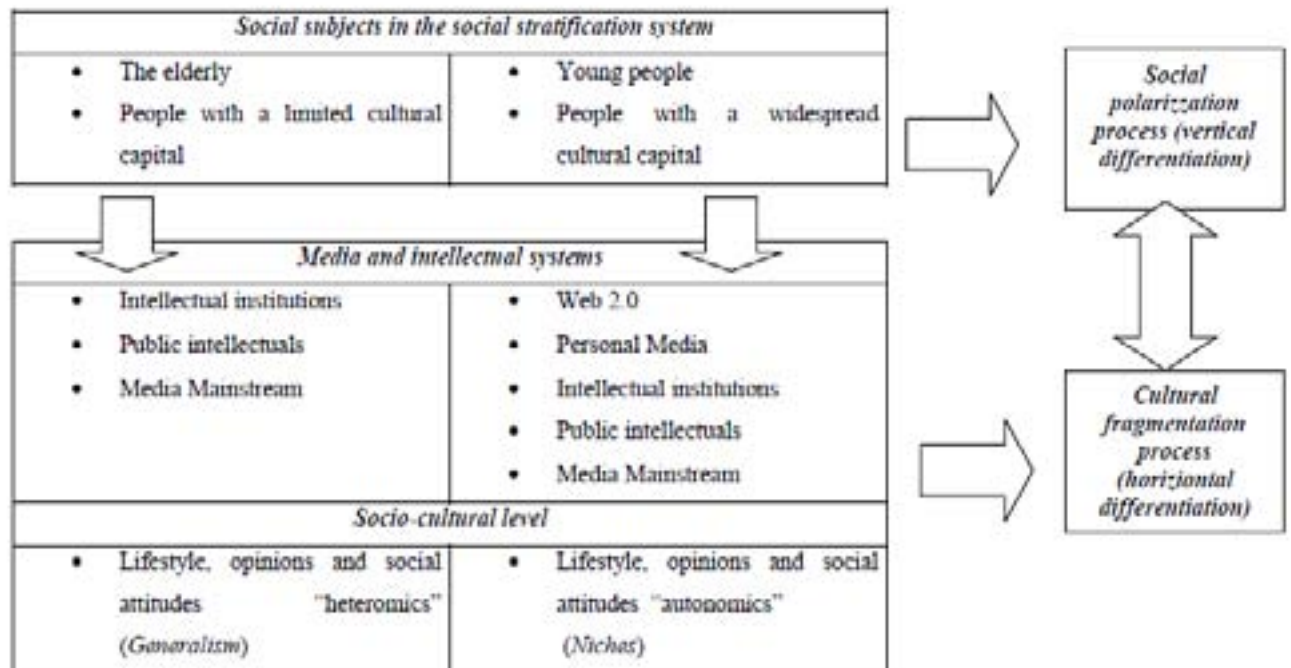 Social subjects in the social stratification system
• The elderly
• People with a limited cultural
capital
• Young people
• People with a widespread
cultural capital
Social
polarizzation
process (vertical
differentiation)
Media and intellectual systems
• Intellectual institutions
• Public intellectuals
• Media Mainstream
• Web 2.0
• Personal Media
• Intellectual institutions
• Public intellectuals
• Media Mainstream
Cultural
fragmentation
process
(horiziontal
differentiation)
Socio-cultural level
• Lifestyle, opinions and social
attitudes "heteromics"
(Generalism)
• Lifestyle, opinions and social
attitudes "autonomics"
(Niches)